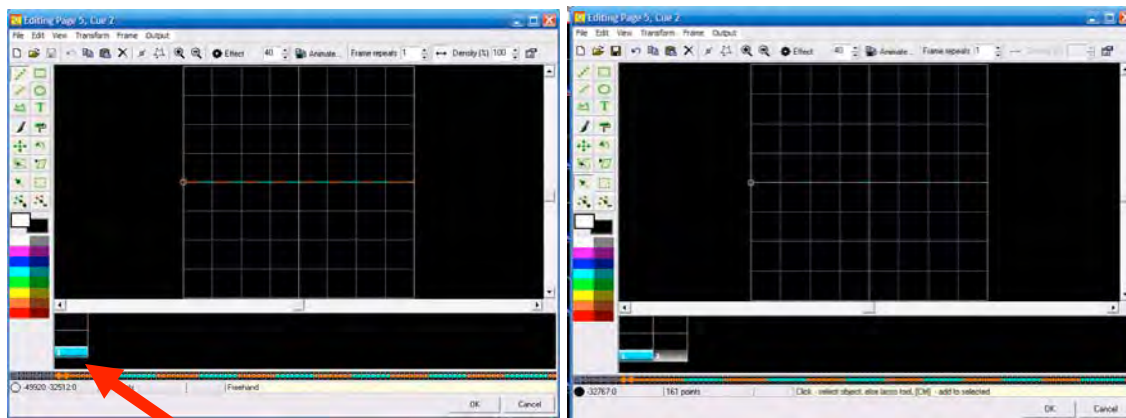 Editing Page 5, Cue 2
File Edit View Transform Frame Output
Effect 40 Animate... Frame repeats 1 Density (%) 100
T
1
-49920:-32512:0 Freehand
OK Cancel
Editing Page 5, Cue 2
File Edit View Transform Frame Output
Effect 40 Animate... Frame repeats 1
T
1
-32767:0 161 points Click - select object, else lasso tool, [Ctrl] - add to selected
OK Cancel